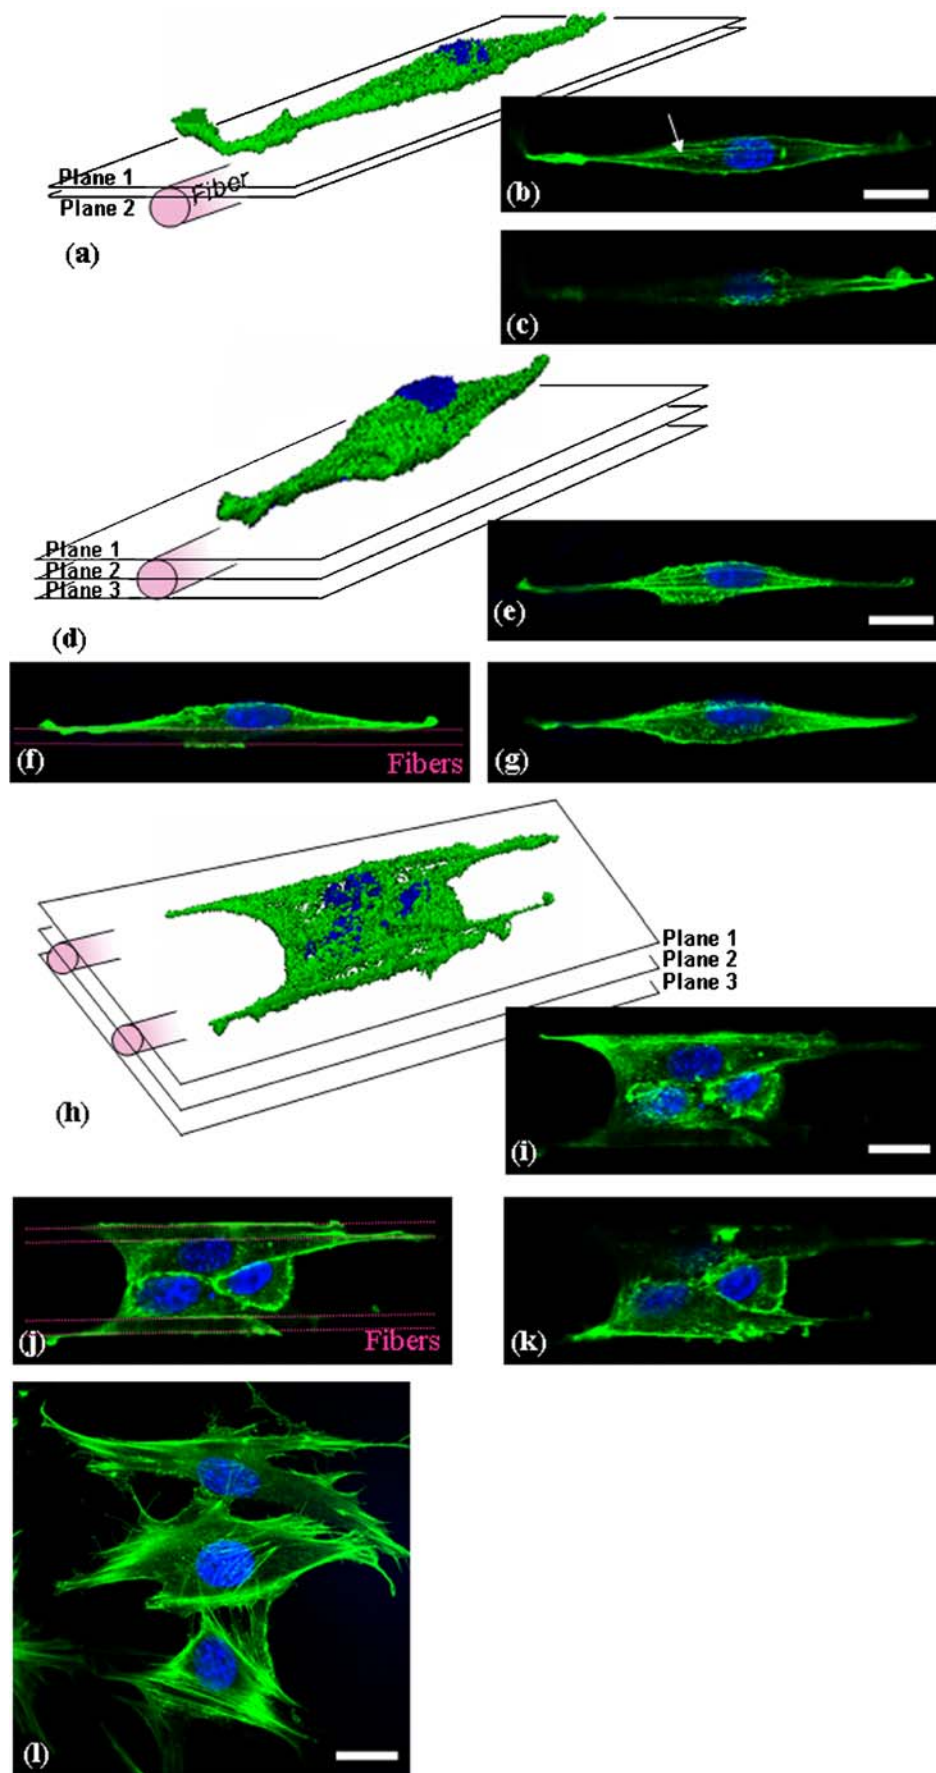 Plane 1
Fiber
Plane 2
(a)
(b)
(c)
Plane 1
Plane 2
Plane 3
(d)
(e)
(f)
Fibers
(g)
Plane 1
Plane 2
Plane 3
(h)
(i)
(j)
Fibers
(k)
(l)